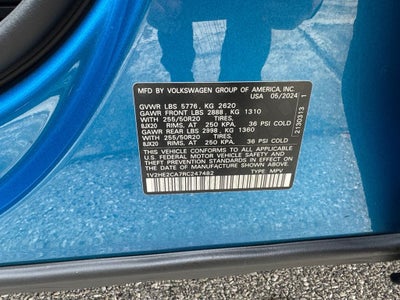 MFD BY VOLKSWAGEN GROUP OF AMERICA, INC.
USA 05/2024 1
GVWR LBS 5776, KG 2620
GAWR FRONT LBS 2888, KG 1310
WITH 255/50R20 TIRES,
8JX20 RIMS, AT 250 KPA, 36 PSI COLD
GAWR REAR LBS 2998, KG 1360
WITH 255/50R20 TIRES,
8JX20 RIMS, AT 250 KPA, 36 PSI COLD
THIS VEHICLE CONFORMS TO ALL APPLICABLE
U.S. FEDERAL MOTOR VEHICLE SAFETY, BUMPER AND
THEFT PREVENTION STANDARDS IN EFFECT ON THE
DATE OF MANUFACTURE SHOWN ABOVE.
1V2HE2CA7RC247482 TYPE MPV
2130313